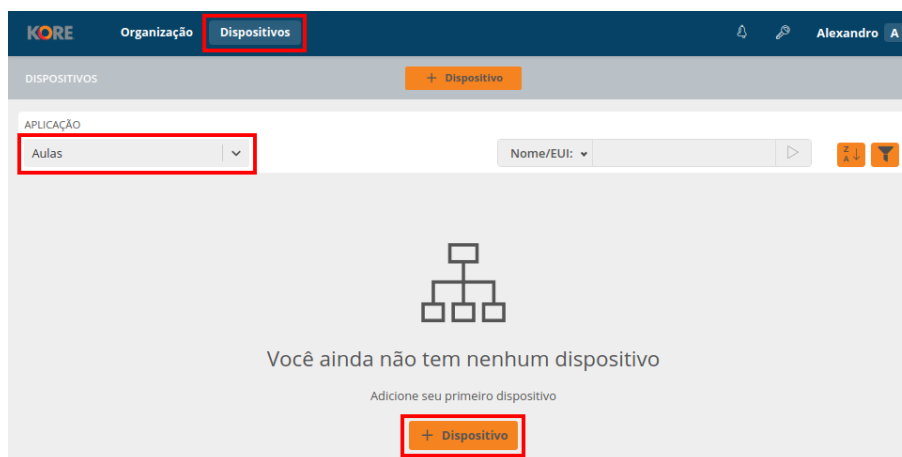 KORE Organização Dispositivos Alexandro A
DISPOSITIVOS + Dispositivo
APLICAÇÃO
Aulas Nome/EUI:
Z
A
Você ainda não tem nenhum dispositivo
Adicione seu primeiro dispositivo
+ Dispositivo